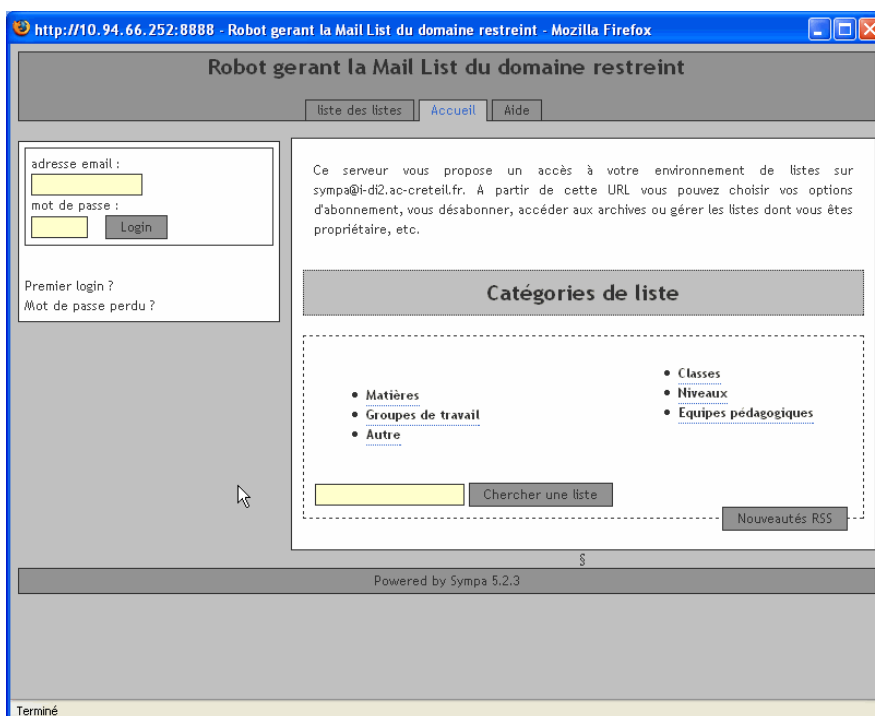 http://10.94.66.252:8888 - Robot gerant la Mail List du domaine restreint - Mozilla Firefox
Robot gerant la Mail List du domaine restreint
liste des listes
Accueil
Aide
adresse email :
mot de passe :
Login
Premier login ?
Mot de passe perdu ?
Ce serveur vous propose un accès à votre environnement de listes sur
sympa@i-di2.ac-creteil.fr. A partir de cette URL vous pouvez choisir vos options
d'abonnement, vous désabonner, accéder aux archives ou gérer les listes dont vous êtes
propriétaire, etc.
Catégories de liste
• Matières
• Groupes de travail
• Autre
• Classes
• Niveaux
• Equipes pédagogiques
Chercher une liste
Nouveautés RSS
§
Powered by Sympa 5.2.3
Terminé